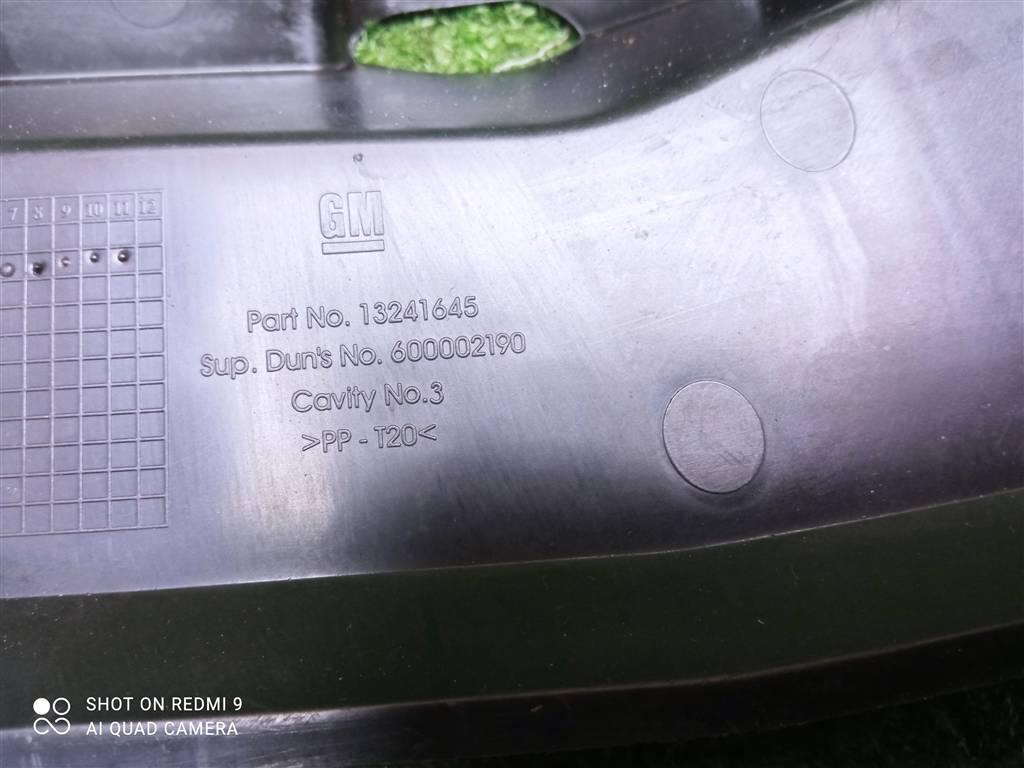 GM
7 8 9 10 11 12
Part No. 13241645
Sup. Dun's No. 600002190
Cavity No.3
>PP - T20<
SHOT ON REDMI 9
AI QUAD CAMERA